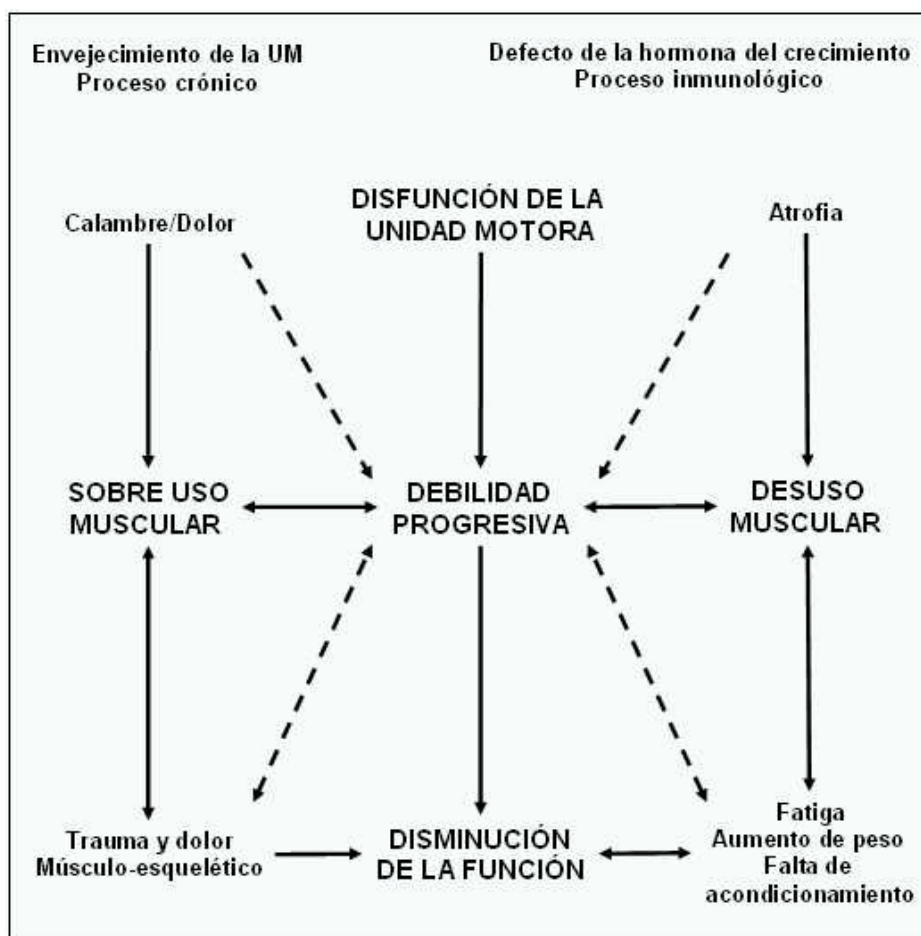 Envejecimiento de la UM
Proceso crónico
Defecto de la hormona del crecimiento
Proceso inmunológico
Calambre/Dolor
DISFUNCIÓN DE LA
UNIDAD MOTORA
Atrofia
SOBRE USO
MUSCULAR
DEBILIDAD
PROGRESIVA
DESUSO
MUSCULAR
Trauma y dolor
Músculo-esquelético
DISMINUCIÓN
DE LA FUNCIÓN
Fatiga
Aumento de peso
Falta de
acondicionamiento